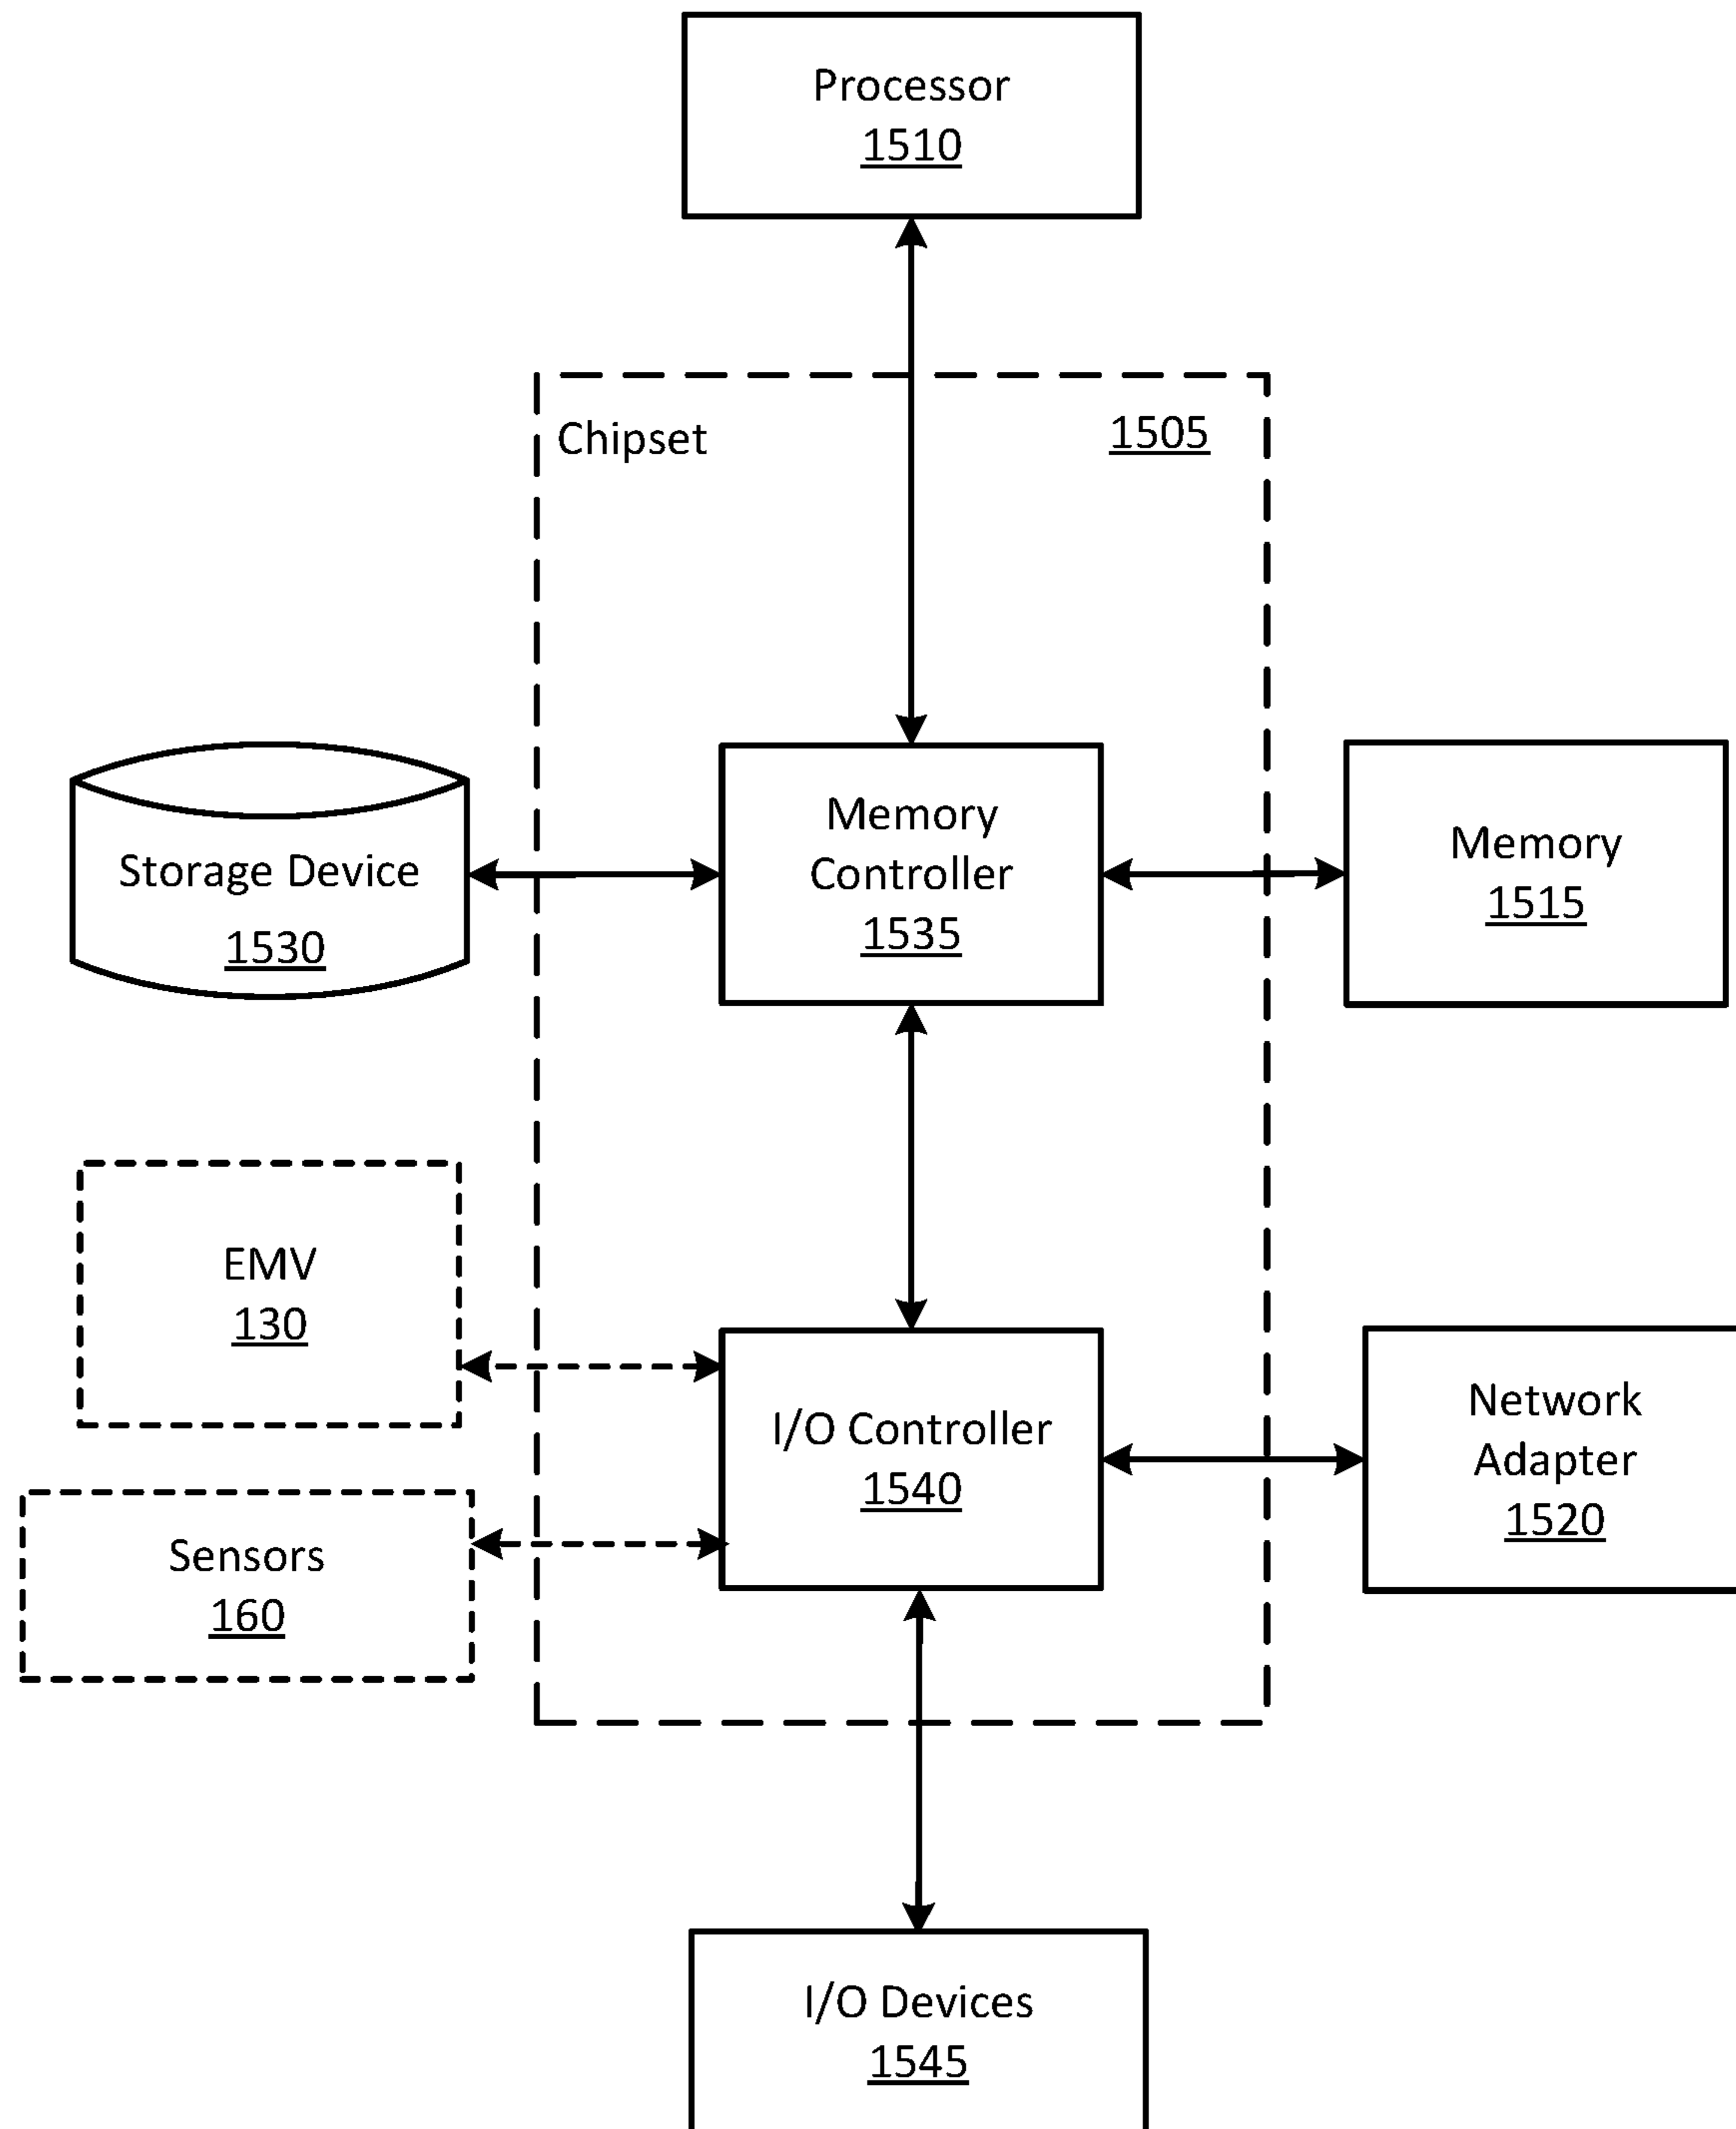 Processor
1510
Chipset
1505
Storage Device
1530
Memory
Controller
1535
Memory
1515
EMV
130
I/O Controller
1540
Network
Adapter
1520
Sensors
160
I/O Devices
1545